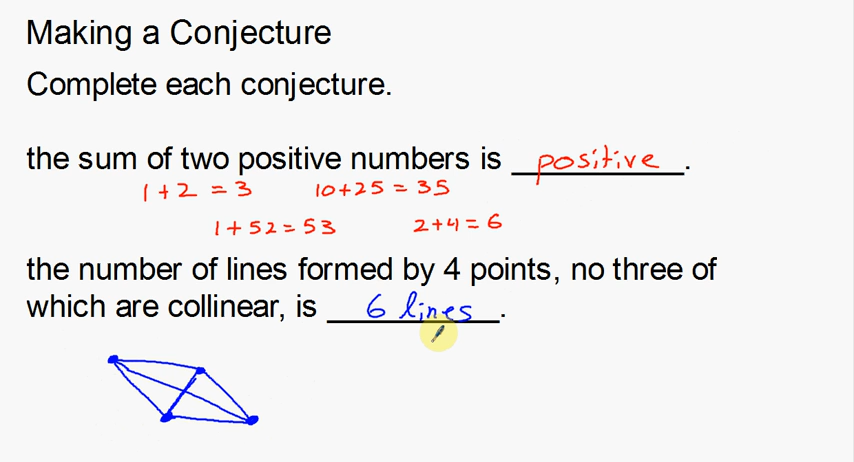 Making a Conjecture
Complete each conjecture.
the sum of two positive numbers is positive.
1 + 2 = 3 10 + 25 = 35
1 + 52 = 53 2 + 4 = 6
the number of lines formed by 4 points, no three of
which are collinear, is 6 lines.